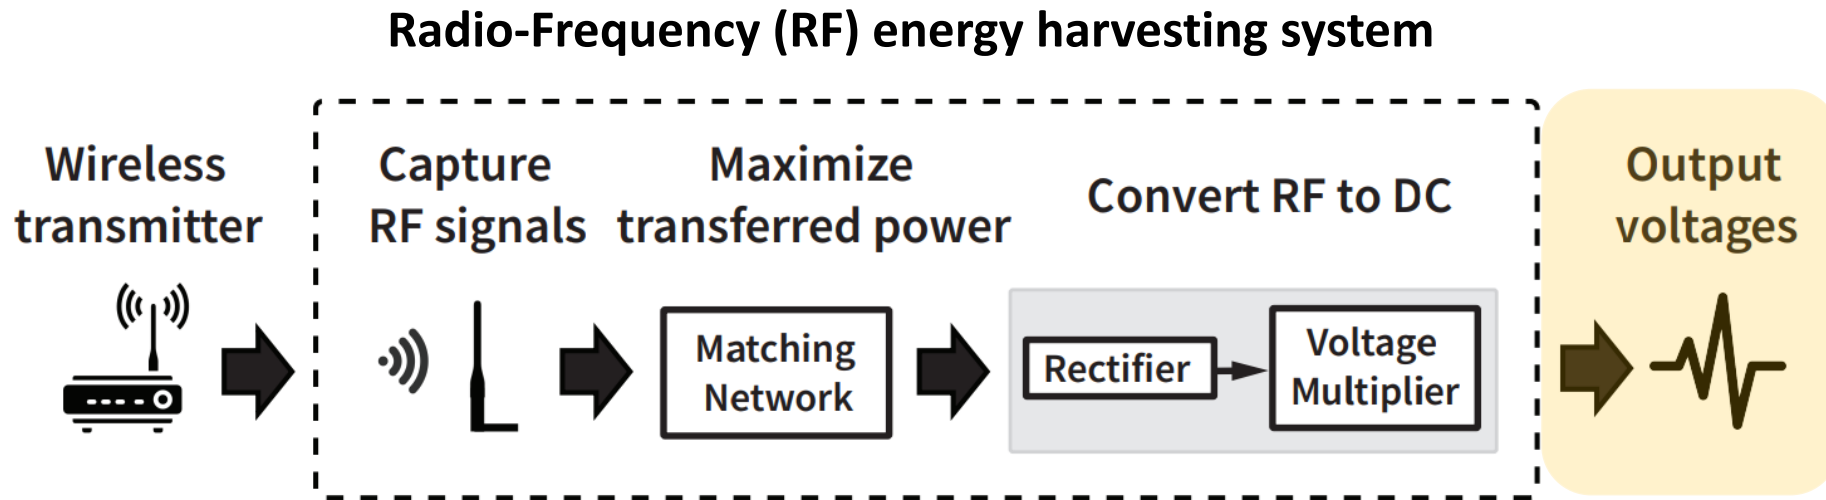 Radio-Frequency (RF) energy harvesting system
Wireless
transmitter
Capture
RF signals
Maximize
transferred power
Matching
Network
Convert RF to DC
Rectifier
Voltage
Multiplier
Output
voltages